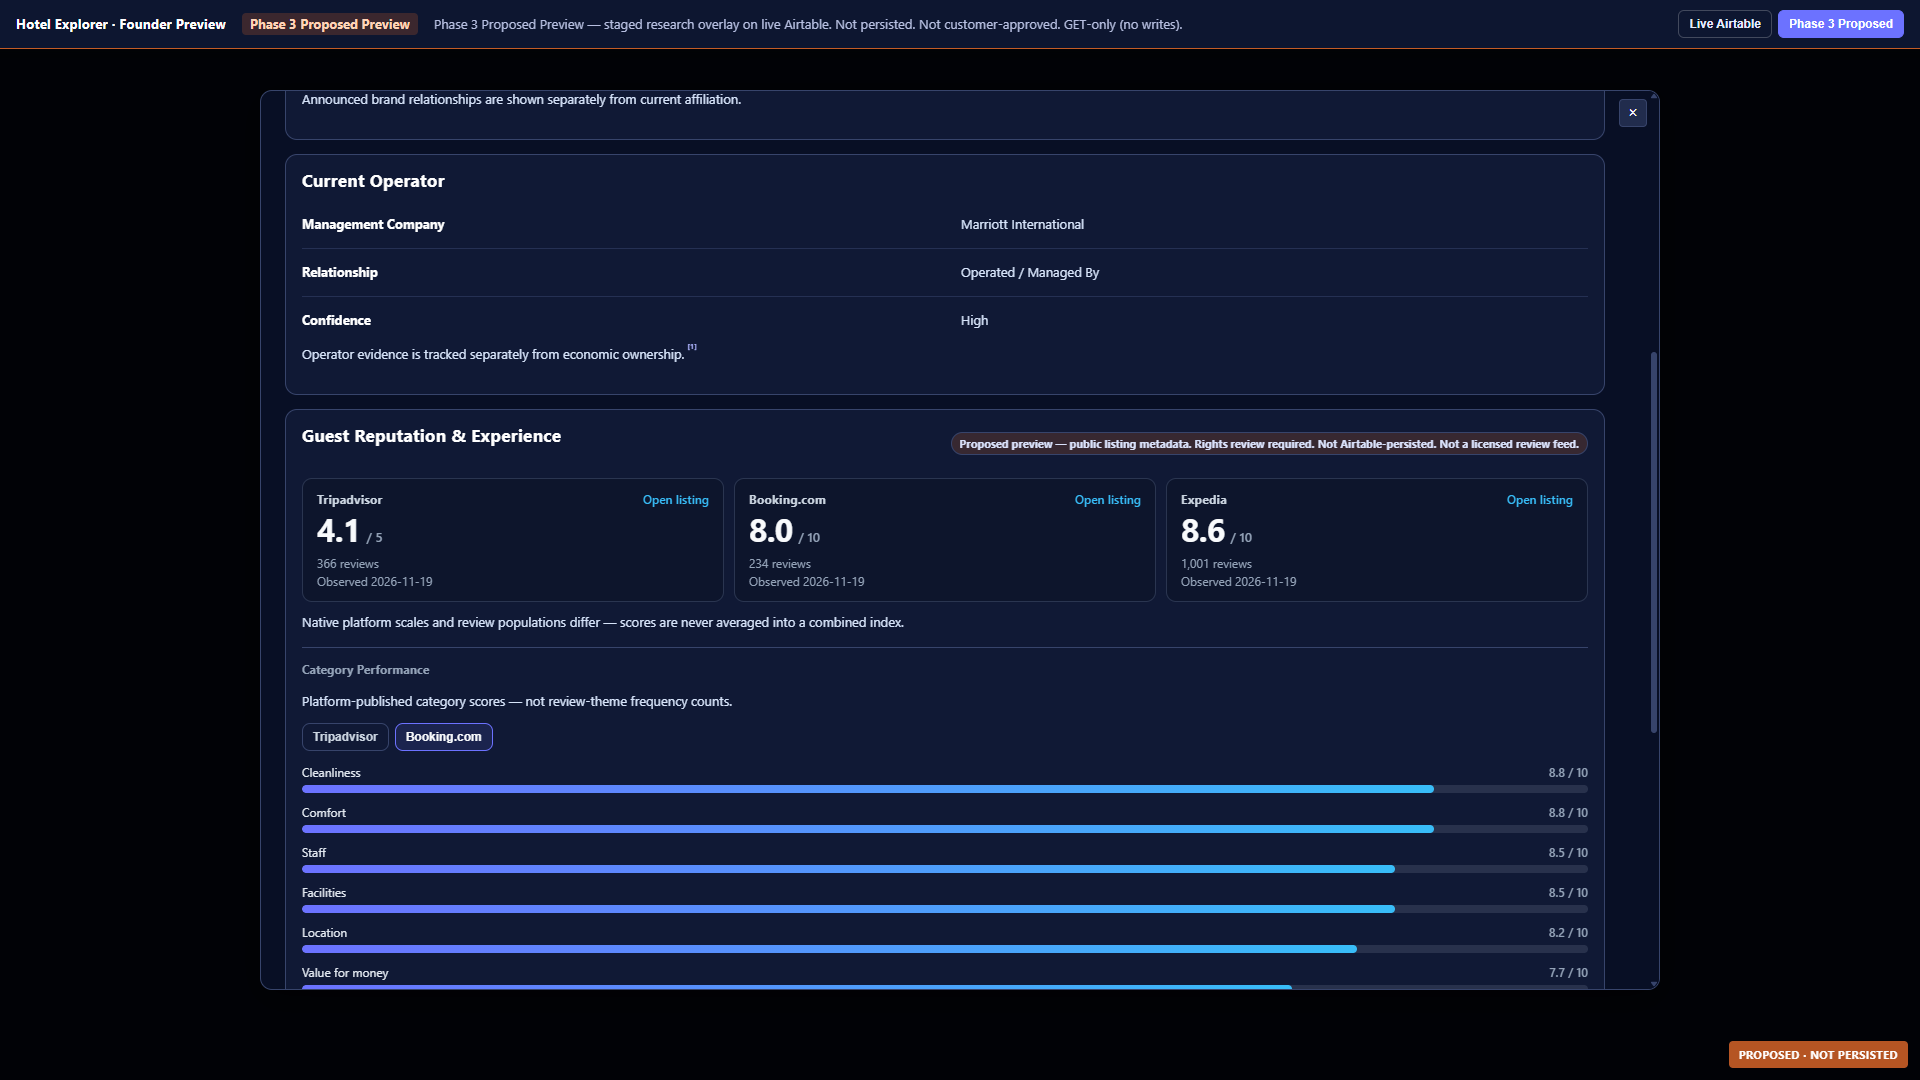 Hotel Explorer · Founder Preview
Phase 3 Proposed Preview
Phase 3 Proposed Preview — staged research overlay on live Airtable. Not persisted. Not customer-approved. GET-only (no writes).
Live Airtable
Phase 3 Proposed
Announced brand relationships are shown separately from current affiliation.
×
Current Operator
Management Company
Marriott International
Relationship
Operated / Managed By
Confidence
High
Operator evidence is tracked separately from economic ownership. [1]
Guest Reputation & Experience
Proposed preview — public listing metadata. Rights review required. Not Airtable-persisted. Not a licensed review feed.
Tripadvisor
Open listing
4.1 / 5
366 reviews
Observed 2026-11-19
Booking.com
Open listing
8.0 / 10
234 reviews
Observed 2026-11-19
Expedia
Open listing
8.6 / 10
1,001 reviews
Observed 2026-11-19
Native platform scales and review populations differ — scores are never averaged into a combined index.
Category Performance
Platform-published category scores — not review-theme frequency counts.
Tripadvisor
Booking.com
Cleanliness
8.8 / 10
Comfort
8.8 / 10
Staff
8.5 / 10
Facilities
8.5 / 10
Location
8.2 / 10
Value for money
7.7 / 10
PROPOSED · NOT PERSISTED